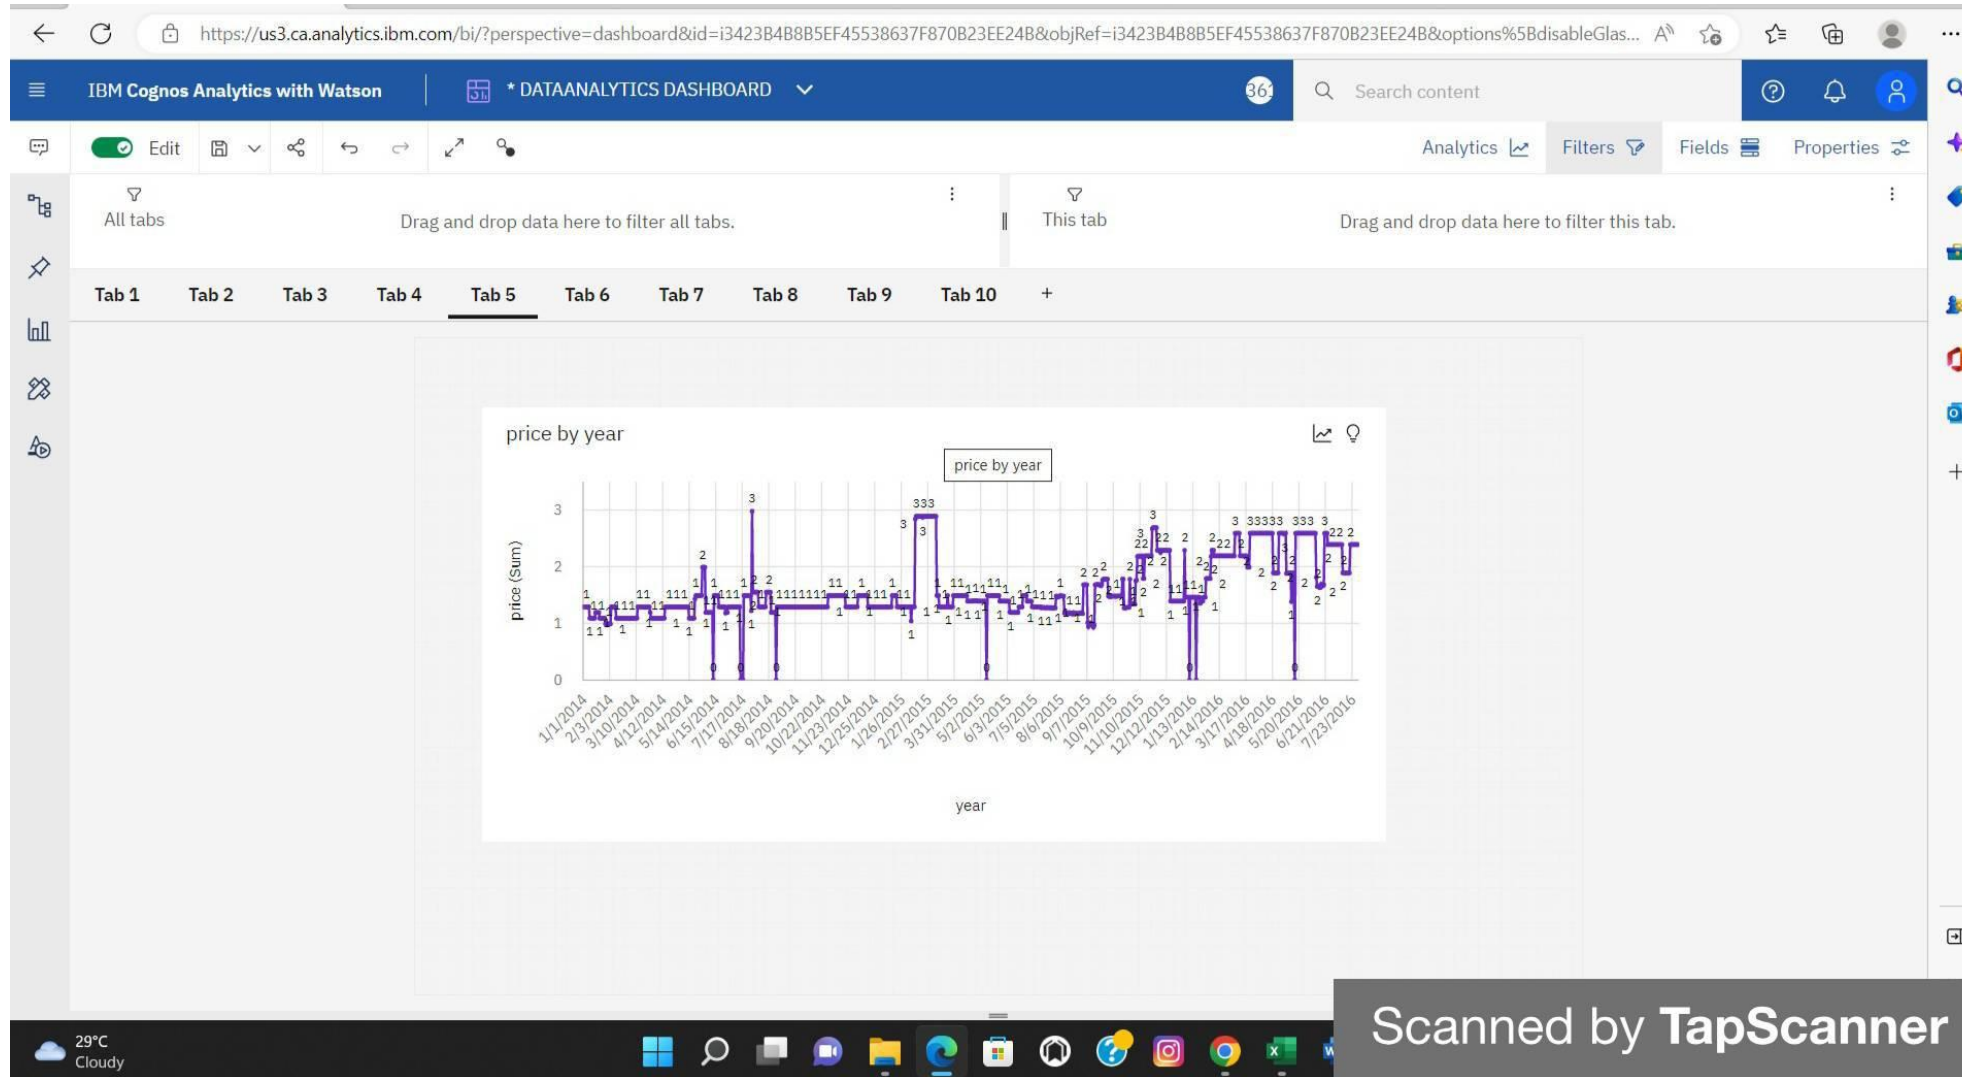 https://us3.ca.analytics.ibm.com/bi/?perspective=dashboard&id=i3423B4B8B5EF45538637F870B23EE24B&objRef=i3423B4B8B5EF45538637F870B23EE24B&options%5BdisableGlas...
IBM Cognos Analytics with Watson
* DATAANALYTICS DASHBOARD
Search content
Edit
Analytics
Filters
Fields
Properties
All tabs
Drag and drop data here to filter all tabs.
This tab
Drag and drop data here to filter this tab.
Tab 1 Tab 2 Tab 3 Tab 4 Tab 5 Tab 6 Tab 7 Tab 8 Tab 9 Tab 10 +
price by year
price by year
price (Sum)
3
2
1
0
1/1/2014 2/3/2014 3/10/2014 4/12/2014 5/14/2014 6/15/2014 7/17/2014 8/18/2014 9/20/2014 10/22/2014 11/23/2014 12/25/2014 1/26/2015 2/27/2015 3/31/2015 5/2/2015 6/3/2015 7/5/2015 8/6/2015 9/7/2015 10/9/2015 11/10/2015 12/12/2015 1/13/2016 2/14/2016 3/17/2016 4/18/2016 5/20/2016 6/21/2016 7/23/2016
year
29°C
Cloudy
Scanned by TapScanner